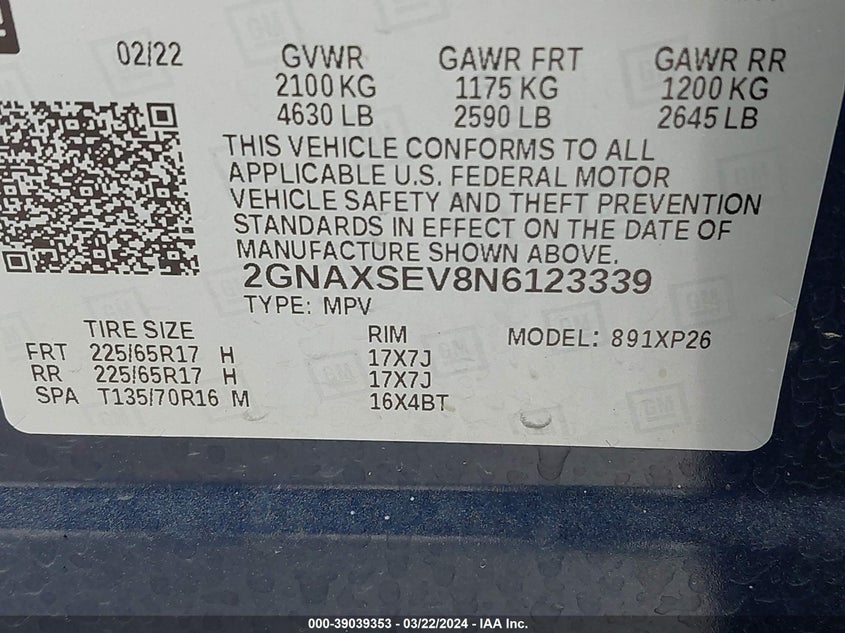 GM
02/22 GVWR GAWR FRT GAWR RR
2100 KG 1175 KG 1200 KG
4630 LB 2590 LB 2645 LB
THIS VEHICLE CONFORMS TO ALL
APPLICABLE U.S. FEDERAL MOTOR
VEHICLE SAFETY AND THEFT PREVENTION
STANDARDS IN EFFECT ON THE DATE OF
MANUFACTURE SHOWN ABOVE.
2GNAXSEV8N6123339
TYPE: MPV
TIRE SIZE RIM MODEL: 891XP26
FRT 225/65R17 H 17X7J
RR 225/65R17 H 17X7J
SPA T135/70R16 M 16X4BT
000-39039353 / 03/22/2024 - IAA Inc.